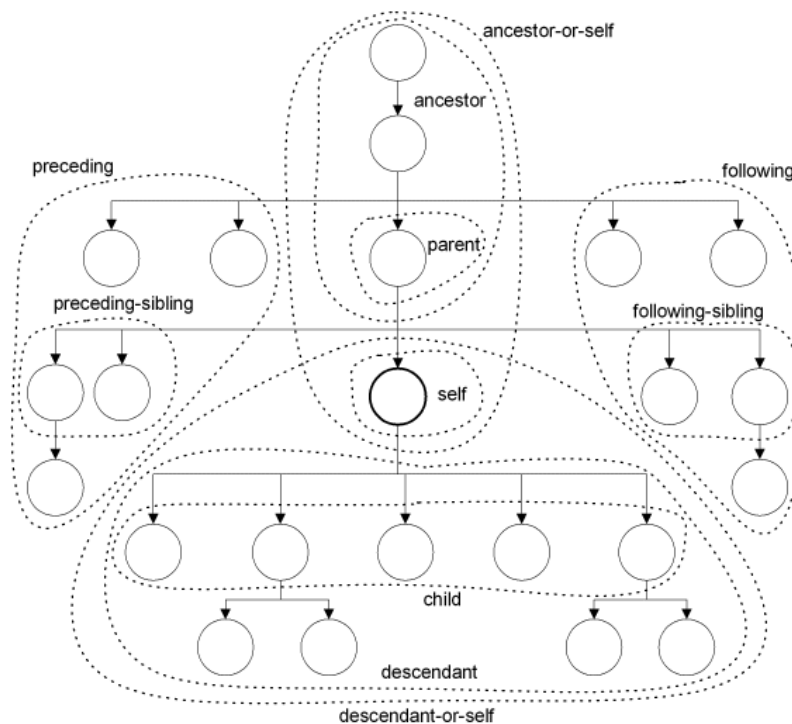 ancestor-or-self
ancestor
preceding
following
parent
preceding-sibling
following-sibling
self
child
descendant
descendant-or-self